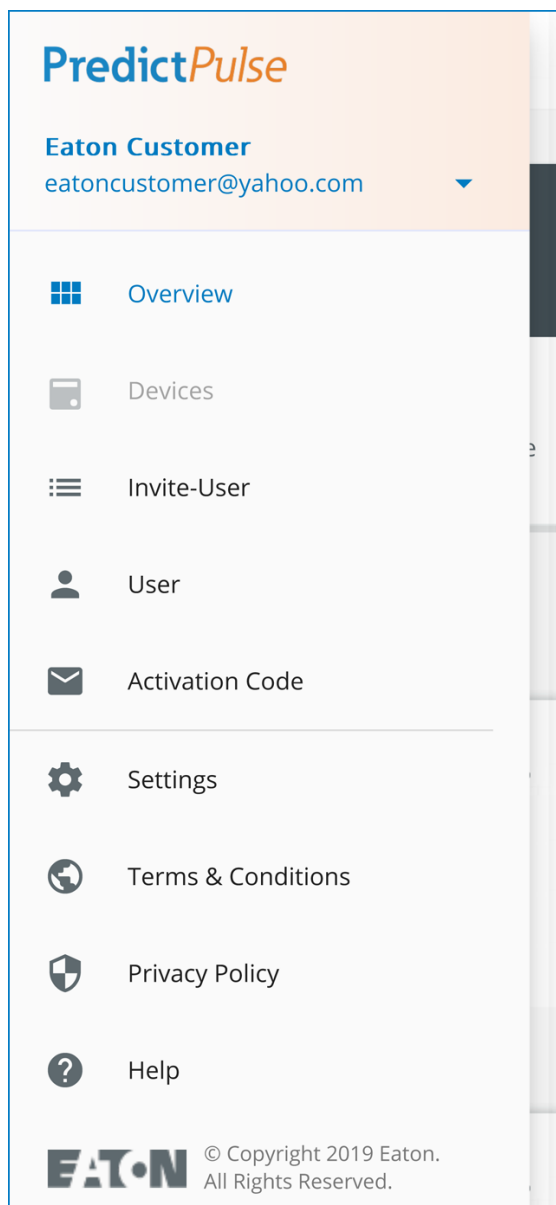 PredictPulse
Eaton Customer
eatoncustomer@yahoo.com
Overview
Devices
Invite-User
User
Activation Code
Settings
Terms & Conditions
Privacy Policy
Help
EATON
© Copyright 2019 Eaton.
All Rights Reserved.